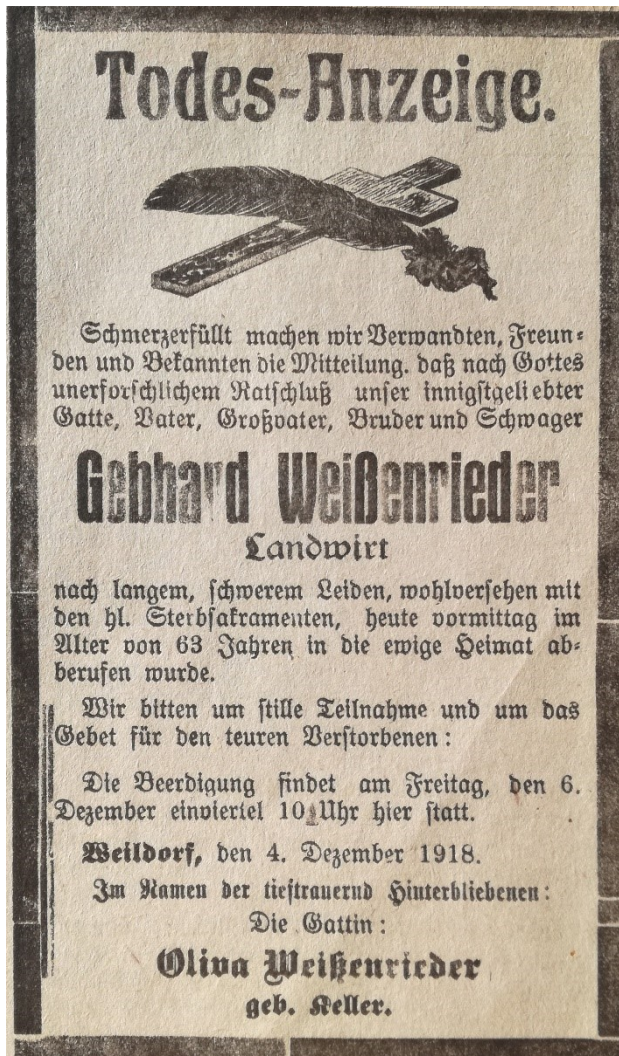 Todes-Anzeige.
Schmerzerfüllt machen wir Verwandten, Freun-
den und Bekannten die Mitteilung. daß nach Gottes
unerforschlichem Ratschluß unser innigstgeliebter
Gatte, Vater, Großvater, Bruder und Schwager
Gebhard Weißenrieder
Landwirt
nach langem, schwerem Leiden, wohlversehen mit
den hl. Sterbsakramenten, heute vormittag im
Alter von 63 Jahren in die ewige Heimat ab-
berufen wurde.
Wir bitten um stille Teilnahme und um das
Gebet für den teuren Verstorbenen:
Die Beerdigung findet am Freitag, den 6.
Dezember einviertel 10 Uhr hier statt.
Weildorf, den 4. Dezember 1918.
Im Namen der tieftrauernd Hinterbliebenen:
Die Gattin:
Oliva Weißenrieder
geb. Keller.